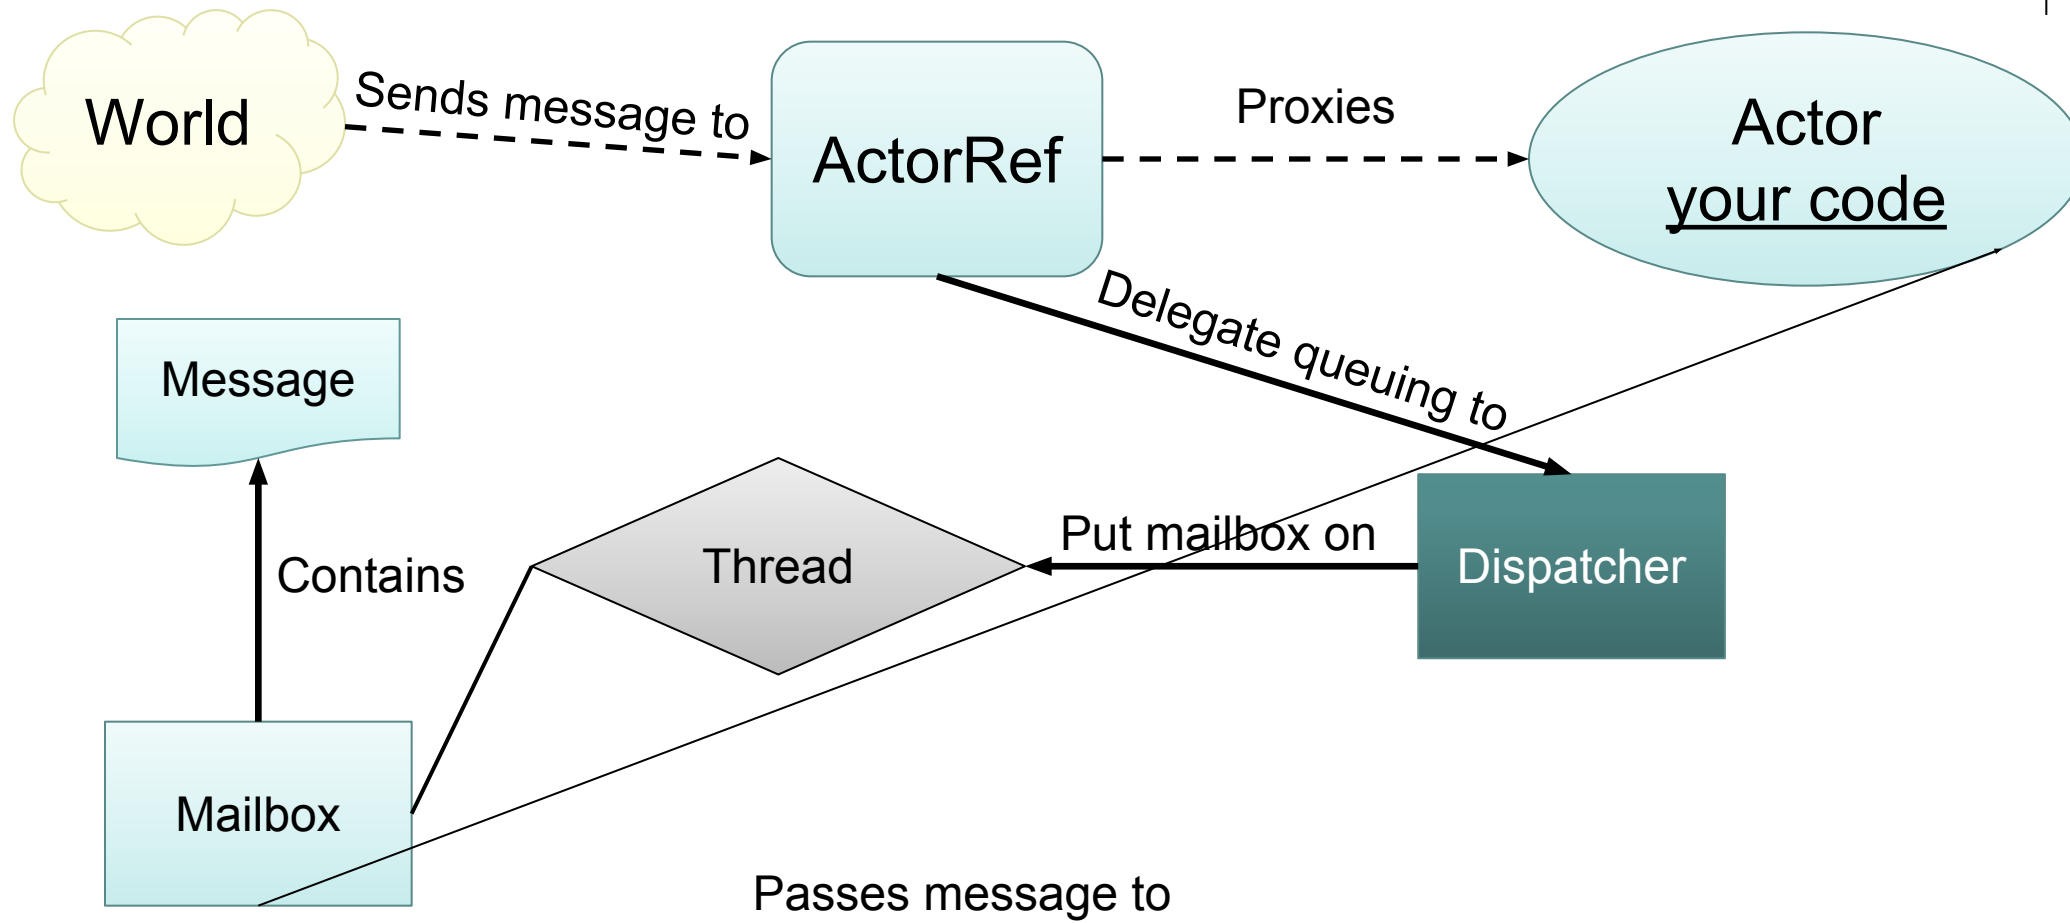 World
Sends message to
ActorRef
Proxies
Actor
your code
Delegate queuing to
Message
Contains
Thread
Put mailbox on
Dispatcher
Mailbox
Passes message to